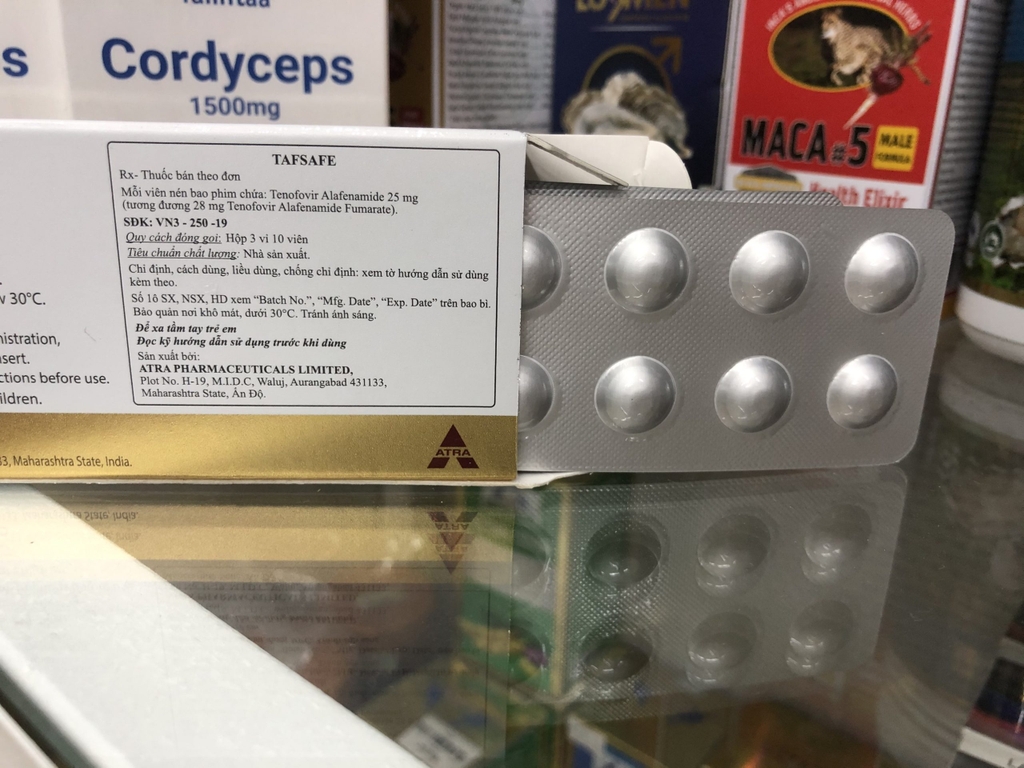 s
Cordyceps
1500mg
MACA #5
MALE
FORMULA
Health Elixir
TAFSAFE
Rx- Thuốc bán theo đơn
Mỗi viên nén bao phim chứa: Tenofovir Alafenamide 25 mg
(tương đương 28 mg Tenofovir Alafenamide Fumarate).
SĐK: VN3 - 250 -19
Quy cách đóng gói: Hộp 3 vỉ 10 viên
Tiêu chuẩn chất lượng: Nhà sản xuất.
Chỉ định, cách dùng, liều dùng, chống chỉ định: xem tờ hướng dẫn sử dụng
kèm theo.
Số lô SX, NSX, HD xem “Batch No.”, “Mfg. Date”, “Exp. Date” trên bao bì.
Bảo quản nơi khô mát, dưới 30°C. Tránh ánh sáng.
Để xa tầm tay trẻ em
Đọc kỹ hướng dẫn sử dụng trước khi dùng
Sản xuất bởi:
ATRA PHARMACEUTICALS LIMITED,
Plot No. H-19, M.I.D.C, Waluj, Aurangabad 431133,
Maharashtra State, Ấn Độ.
30°C.
nistration,
sert.
ctions before use.
ildren.
33, Maharashtra State, India.
ATRA